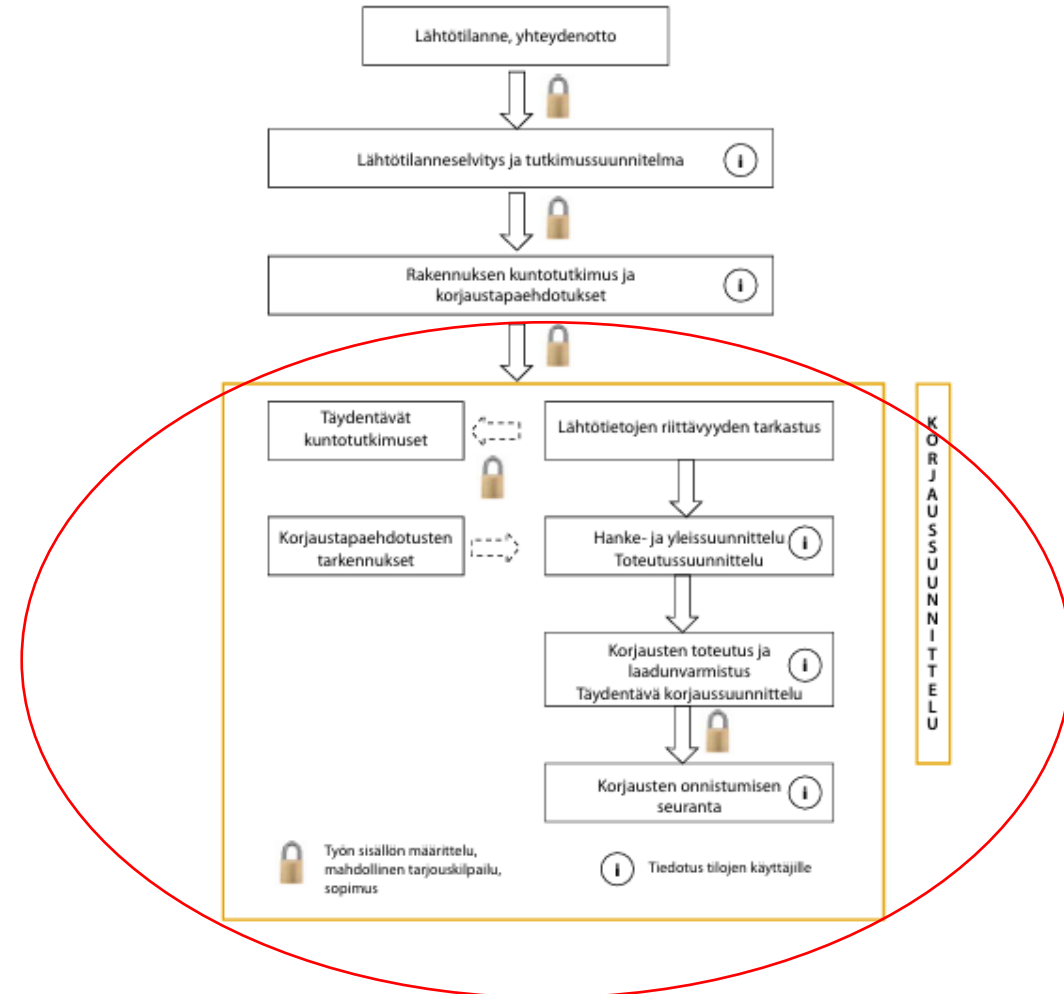 Lähtötilanne, yhteydenotto
Lähtötilanneselvitys ja tutkimussuunnitelma
i
Rakennuksen kuntotutkimus ja
korjaustapaehdotukset
i
Täydentävät
kuntotutkimuset
Lähtötietojen riittävyyden tarkastus
Korjaustapaehdotusten
tarkennukset
Hanke- ja yleissuunnittelu
Toteutussuunnittelu
i
Korjausten toteutus ja
laadunvarmistus
Täydentävä korjaussuunnittelu
i
Korjausten onnistumisen
seuranta
i
Työn sisällön määrittelu,
mahdollinen tarjouskilpailu,
sopimus
i
Tiedotus tilojen käyttäjille
KORJAUSSUUNNITTELU